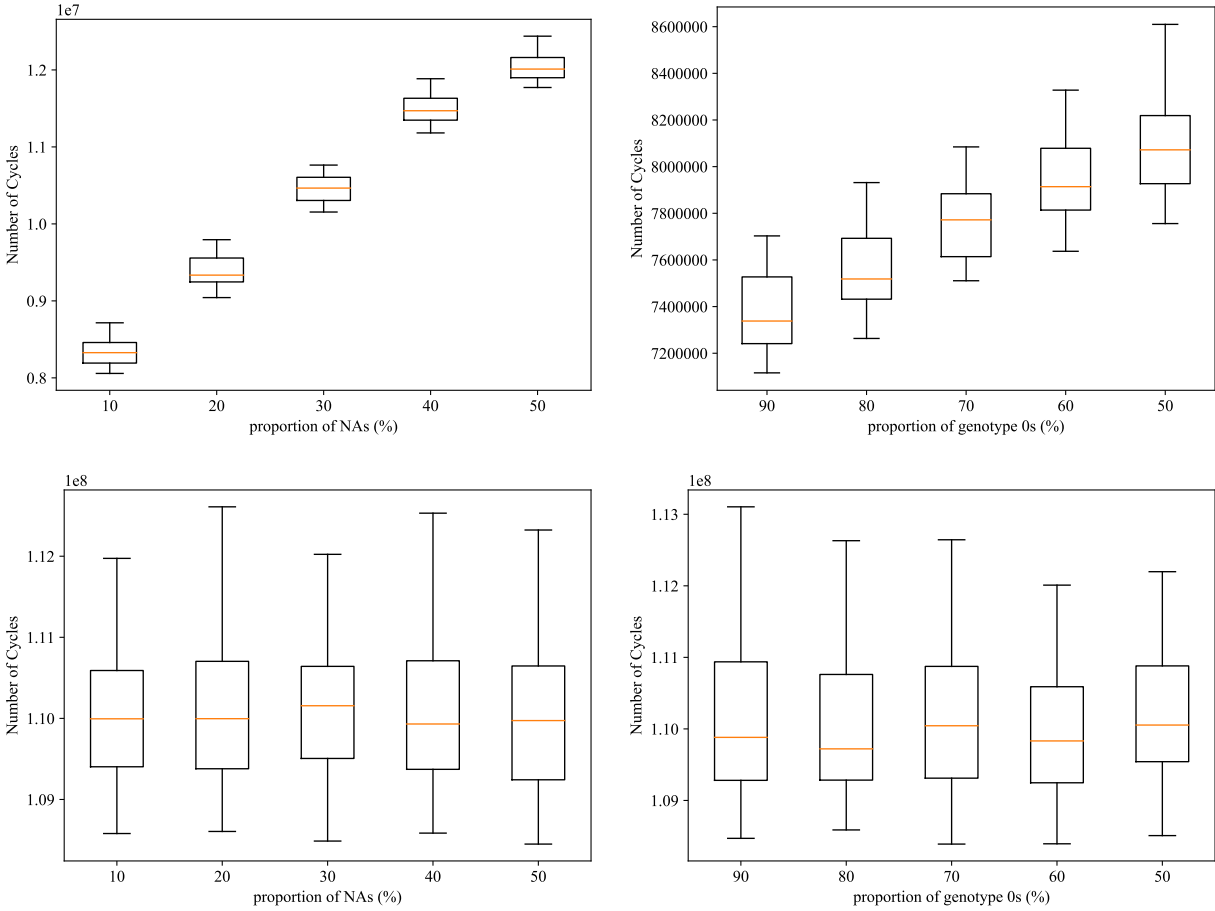 1e7
1.2
1.1
1.0
0.9
0.8
Number of Cycles
10 20 30 40 50
proportion of NAs (%)
8600000
8400000
8200000
8000000
7800000
7600000
7400000
7200000
Number of Cycles
90 80 70 60 50
proportion of genotype 0s (%)
1e8
1.12
1.11
1.10
1.09
Number of Cycles
10 20 30 40 50
proportion of NAs (%)
1e8
1.13
1.12
1.11
1.10
1.09
Number of Cycles
90 80 70 60 50
proportion of genotype 0s (%)